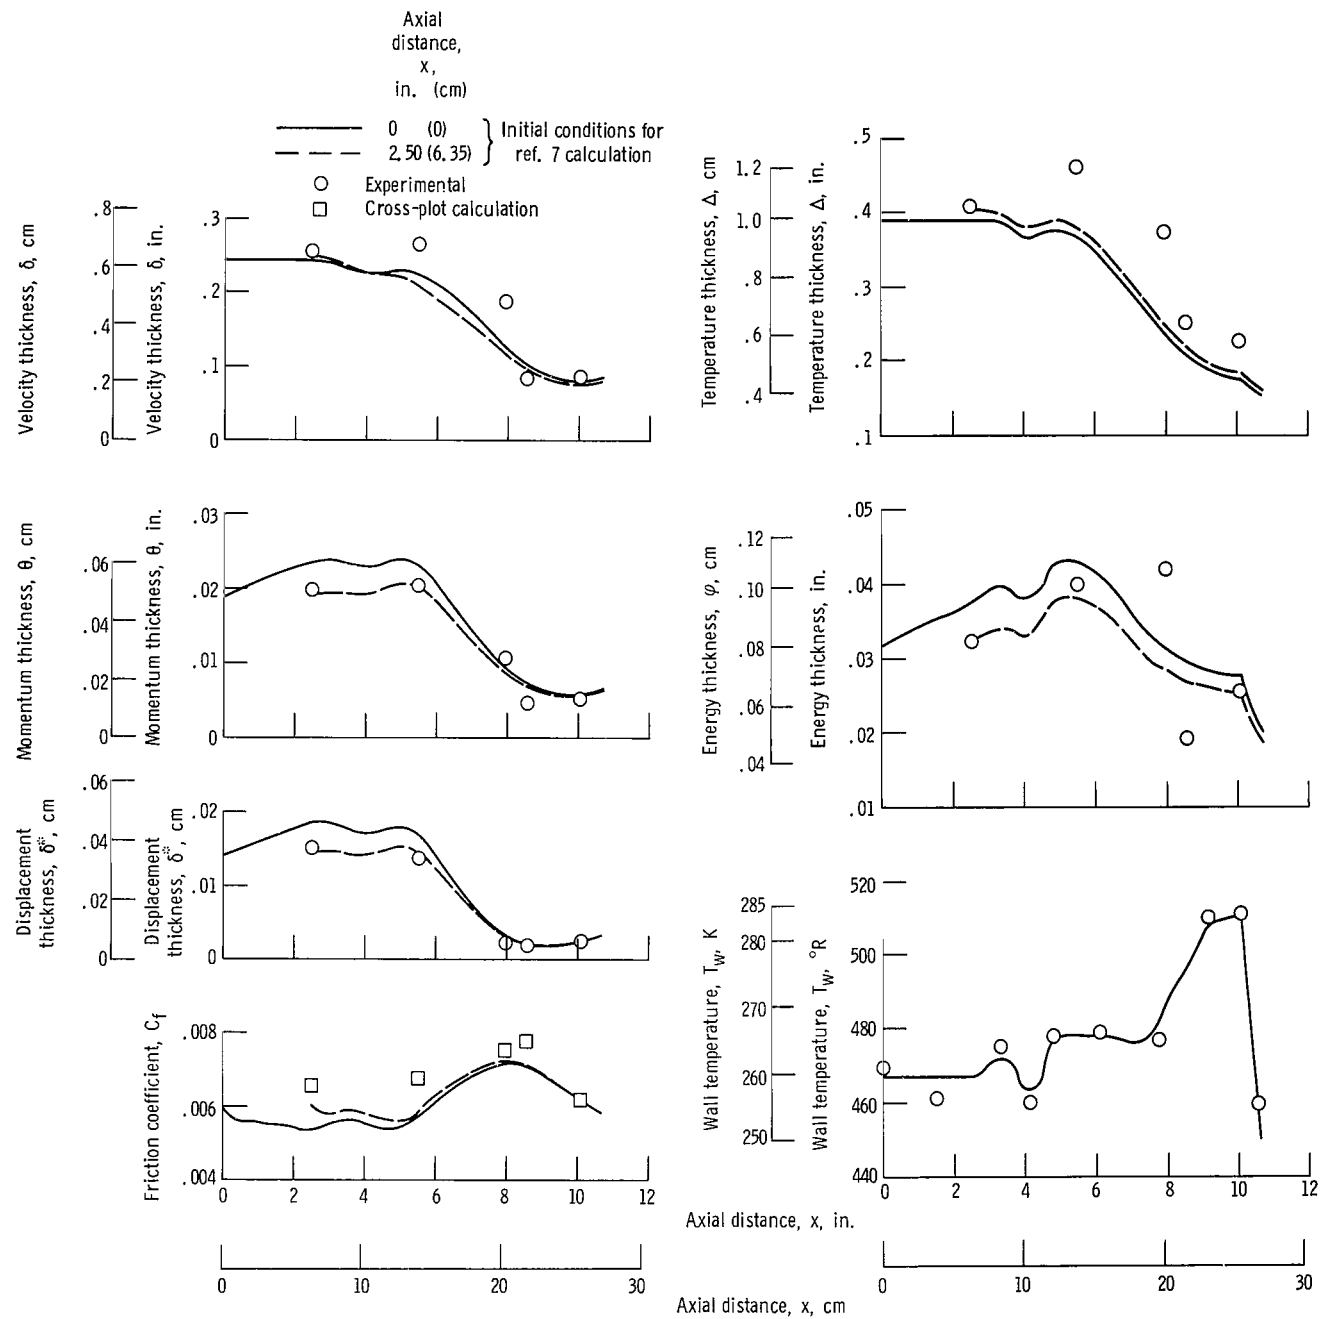 Axial
distance,
x,
in. (cm)
0 (0)
2.50 (6.35)
Initial conditions for
ref. 7 calculation
Experimental
Cross-plot calculation
Velocity thickness, δ, cm
.8
.6
.4
.2
0
Velocity thickness, δ, in.
.3
.2
.1
0
Temperature thickness, Δ, cm
1.2
1.0
.8
.6
.4
Temperature thickness, Δ, in.
.5
.4
.3
.2
.1
Momentum thickness, θ, cm
.06
.04
.02
0
Momentum thickness, θ, in.
.03
.02
.01
0
Energy thickness, φ, cm
.12
.10
.08
.06
.04
Energy thickness, in.
.05
.04
.03
.02
.01
Displacement
thickness, δ*, cm
.06
.04
.02
0
Displacement
thickness, δ*, cm
.02
.01
0
Wall temperature, Tw, K
285
280
270
260
250
Wall temperature, Tw, °R
520
500
480
460
440
Friction coefficient, Cf
.008
.006
.004
0 2 4 6 8 10 12
0 2 4 6 8 10 12
Axial distance, x, in.
0 10 20 30
0 10 20 30
Axial distance, x, cm